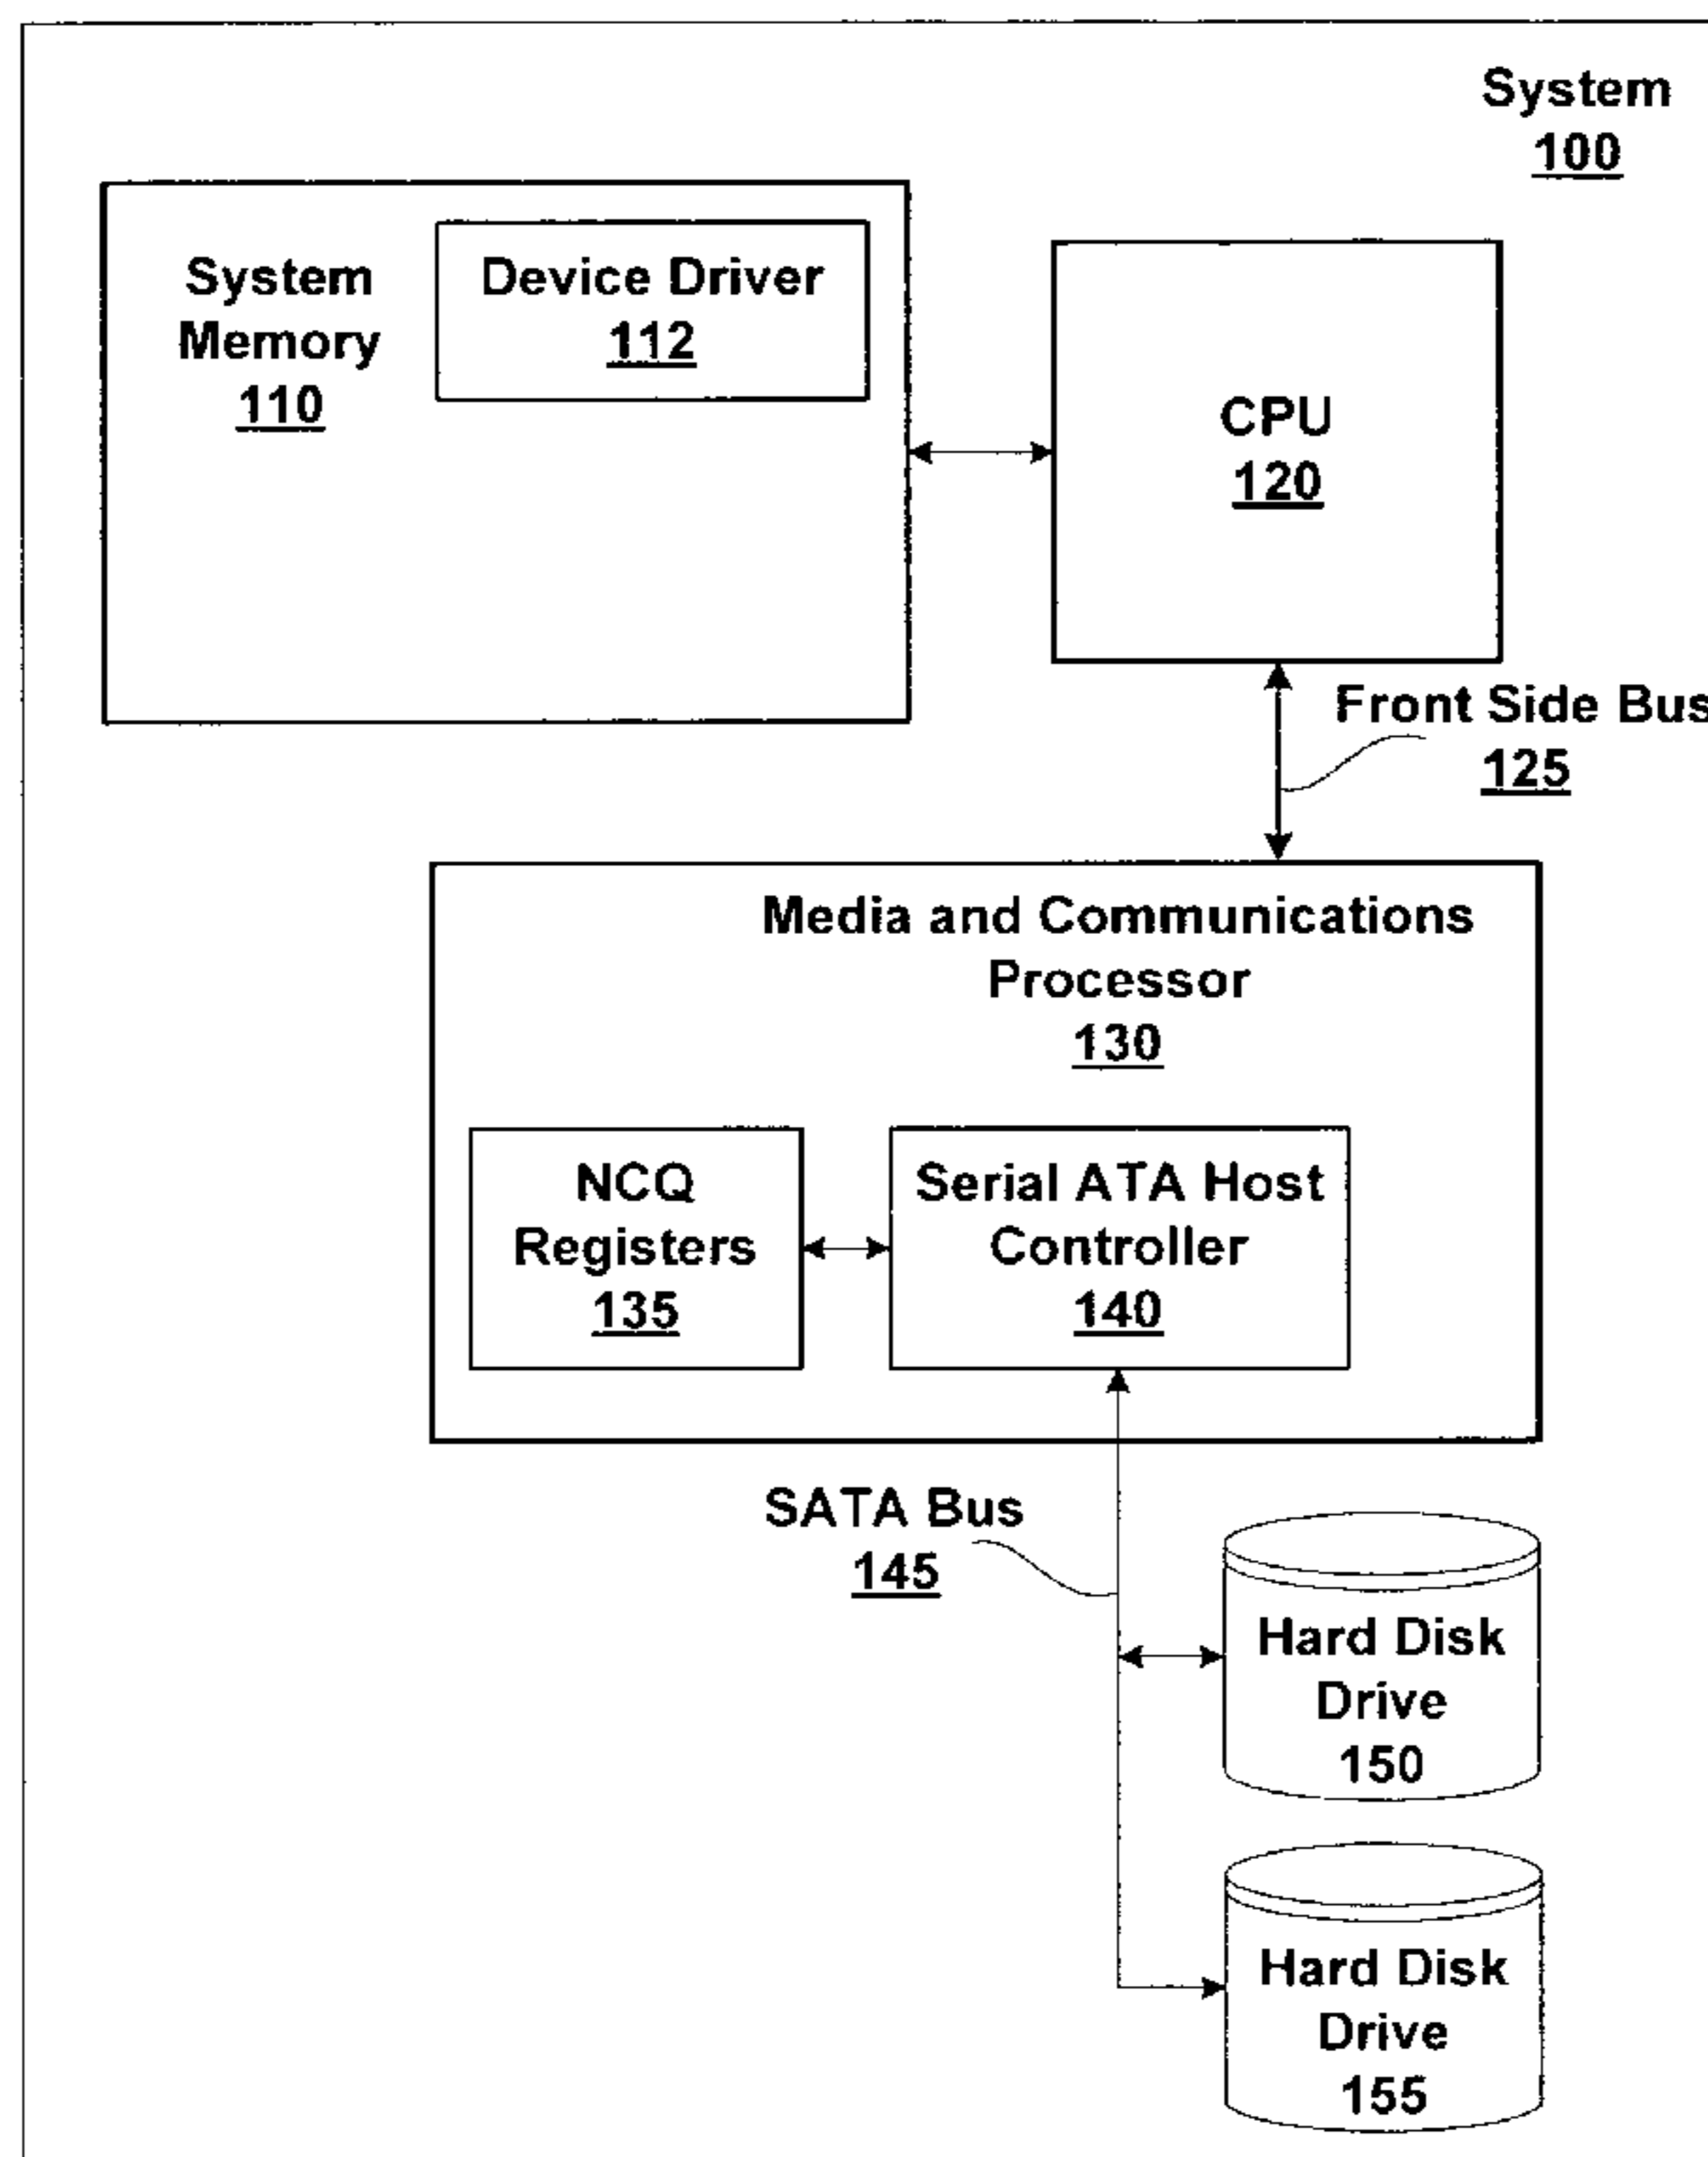 System
100
System
Memory
110
Device Driver
112
CPU
120
Front Side Bus
125
Media and Communications
Processor
130
NCQ
Registers
135
Serial ATA Host
Controller
140
SATA Bus
145
Hard Disk
Drive
150
Hard Disk
Drive
155